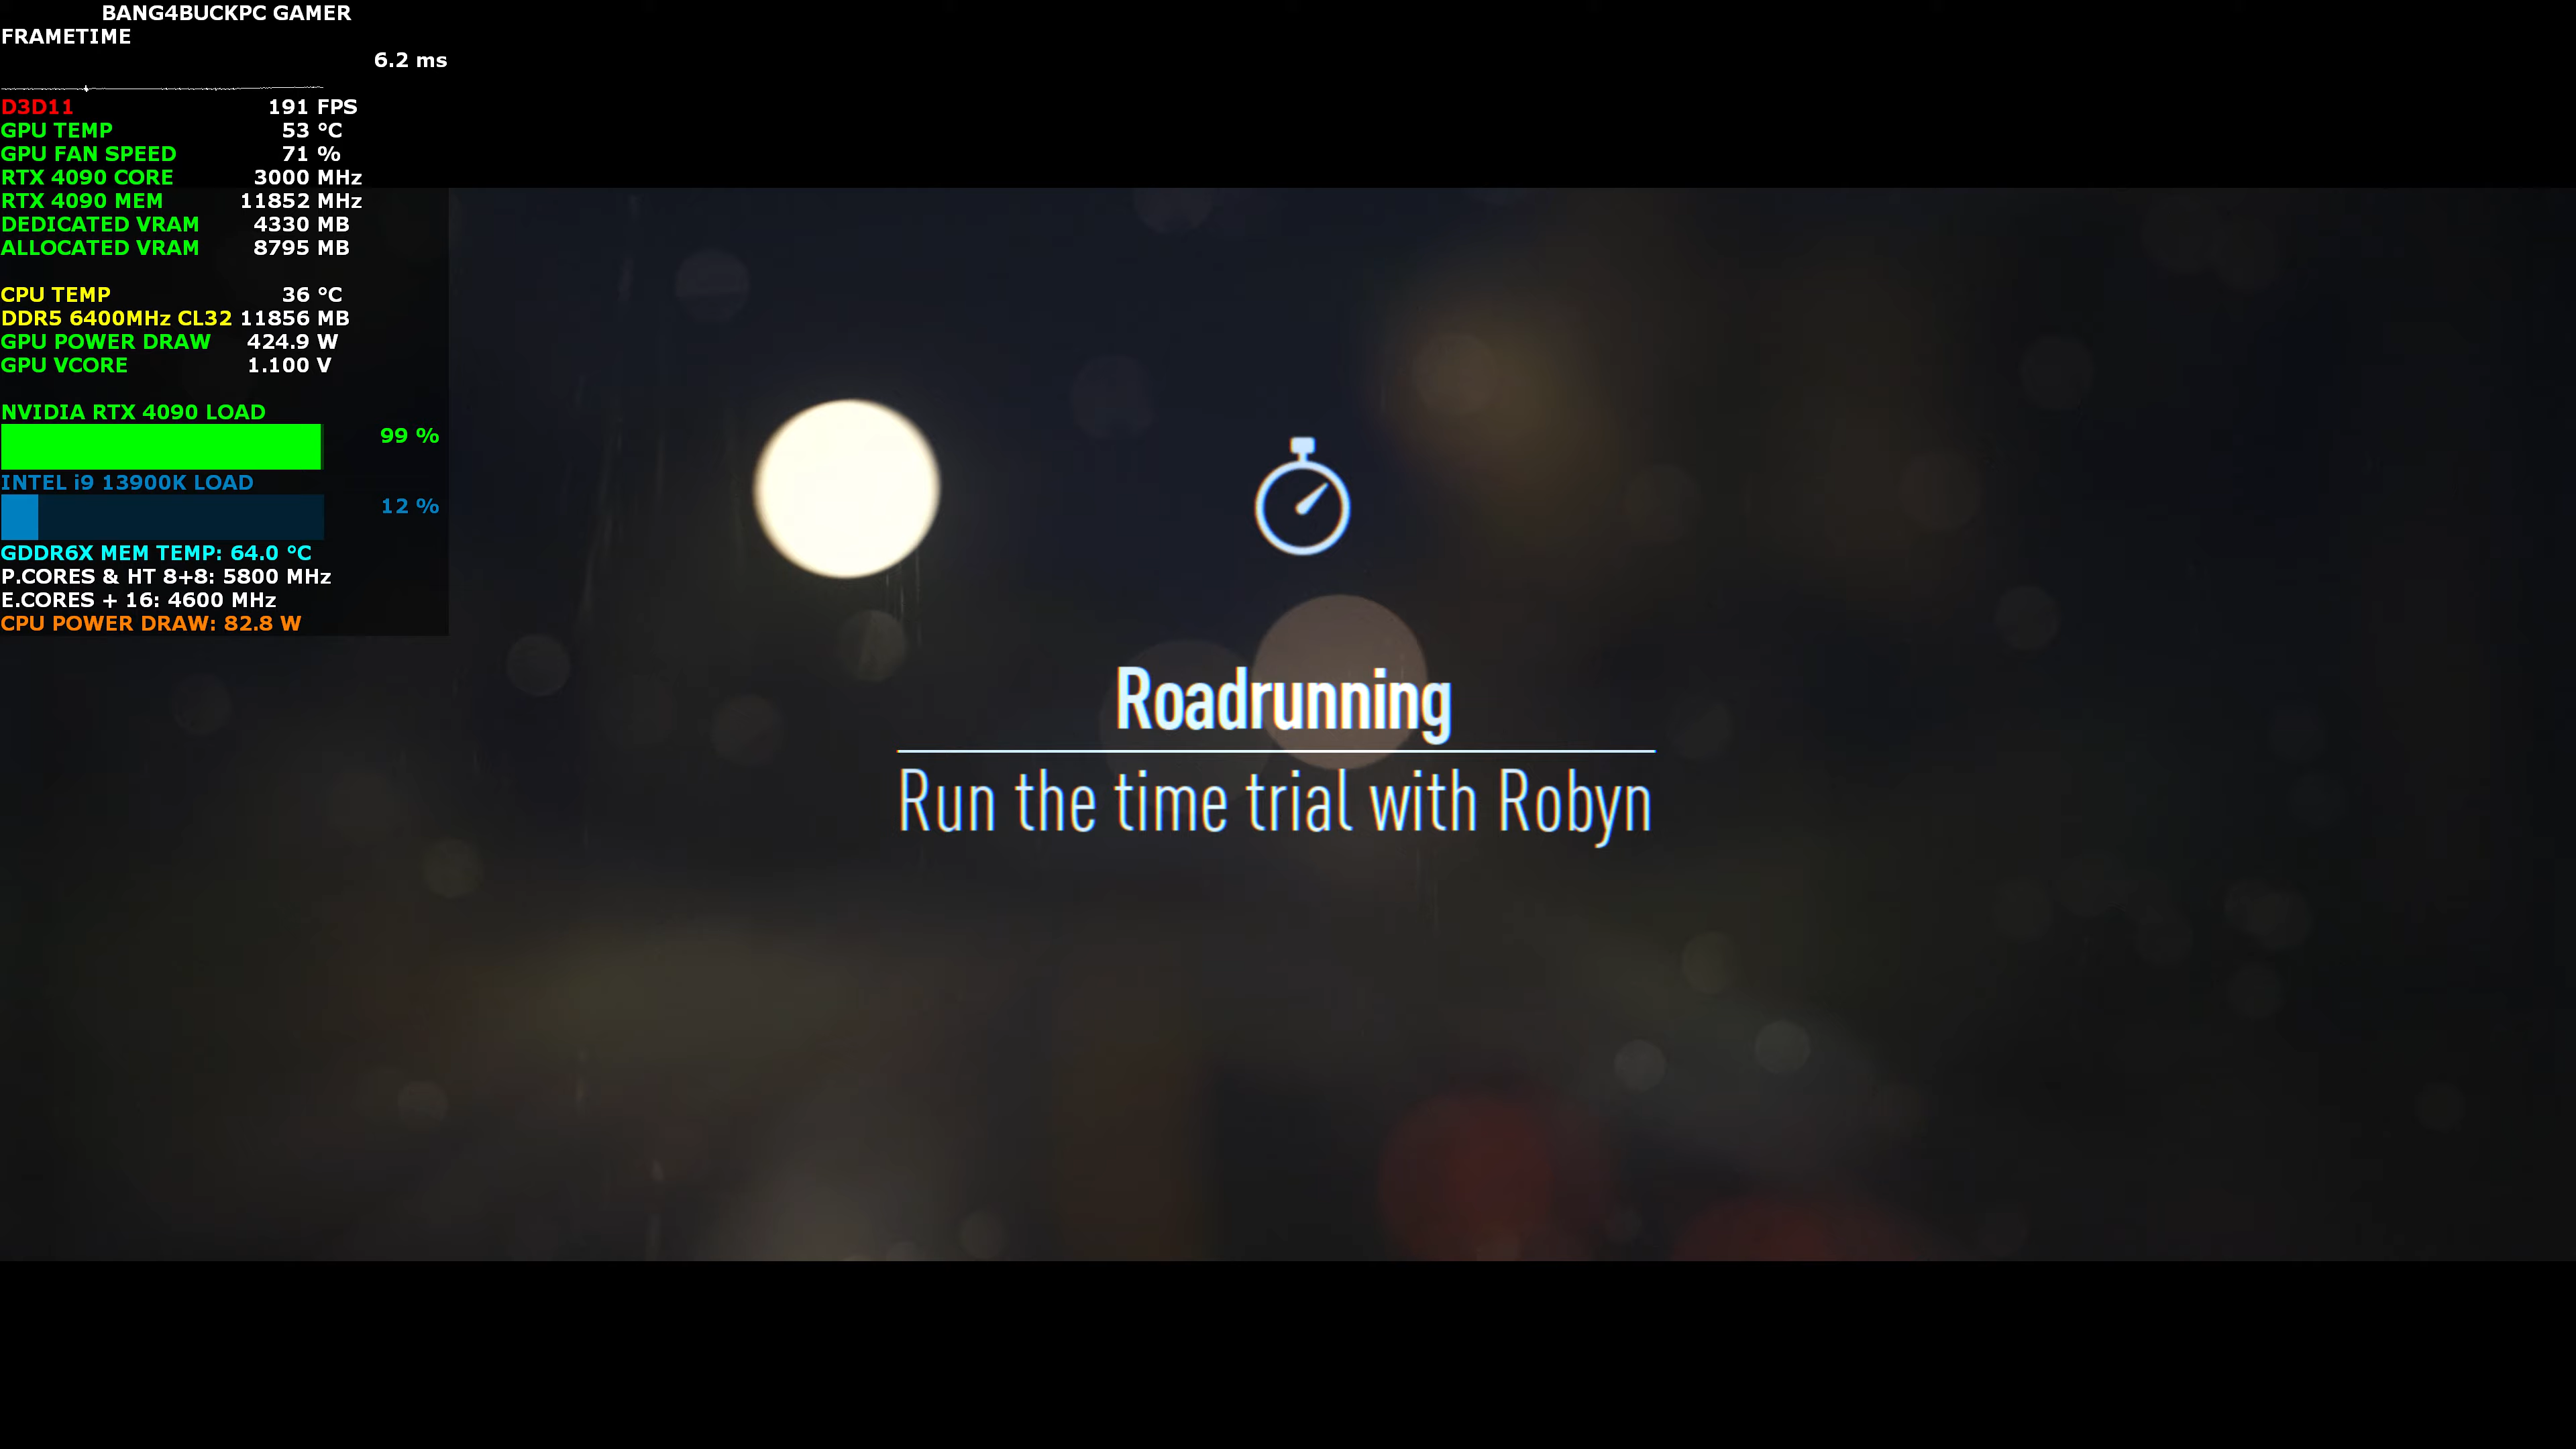 BANG4BUCKPC GAMER
FRAMETIME
6.2 ms
D3D11 191 FPS
GPU TEMP 53 °C
GPU FAN SPEED 71 %
RTX 4090 CORE 3000 MHz
RTX 4090 MEM 11852 MHz
DEDICATED VRAM 4330 MB
ALLOCATED VRAM 8795 MB
CPU TEMP 36 °C
DDR5 6400MHz CL32 11856 MB
GPU POWER DRAW 424.9 W
GPU VCORE 1.100 V
NVIDIA RTX 4090 LOAD
99 %
INTEL i9 13900K LOAD
12 %
GDDR6X MEM TEMP: 64.0 °C
P.CORES & HT 8+8: 5800 MHz
E.CORES + 16: 4600 MHz
CPU POWER DRAW: 82.8 W
Roadrunning
Run the time trial with Robyn